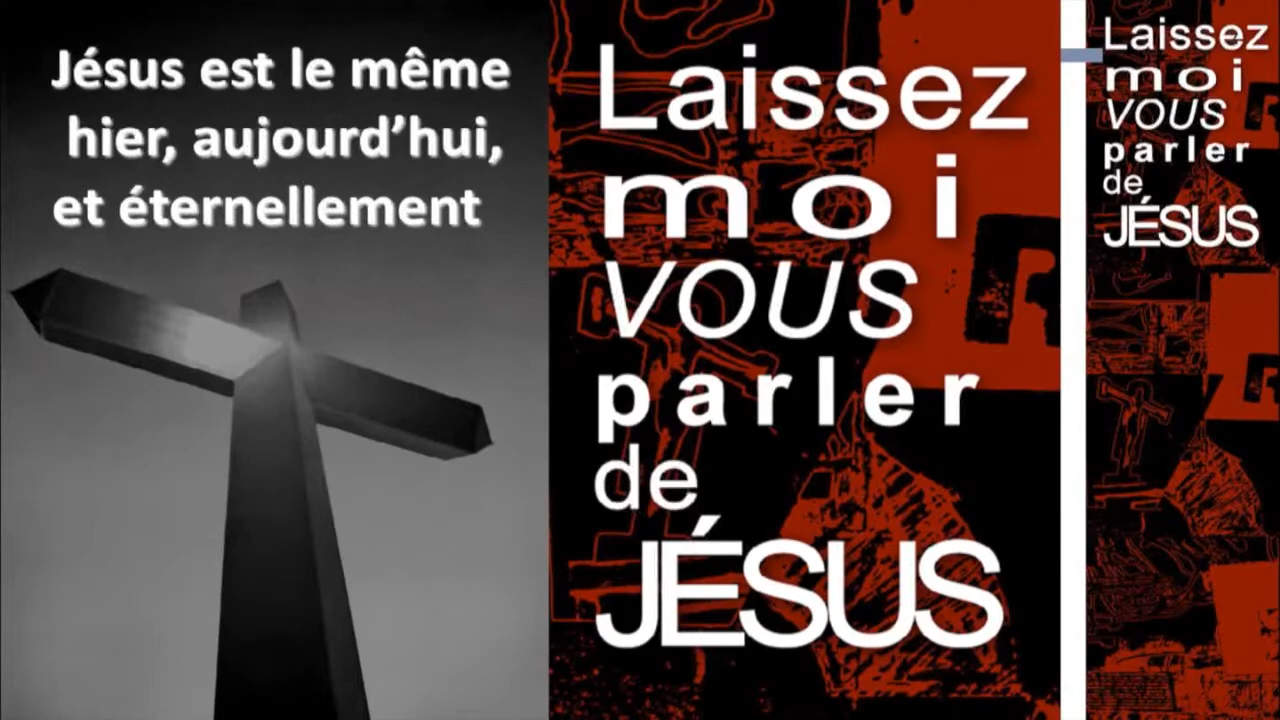 Jésus est le même
hier, aujourd’hui,
et éternellement
Laissez
moi
vous
parler
de
JÉSUS
Laissez
moi
vous
parler
de
JÉSUS